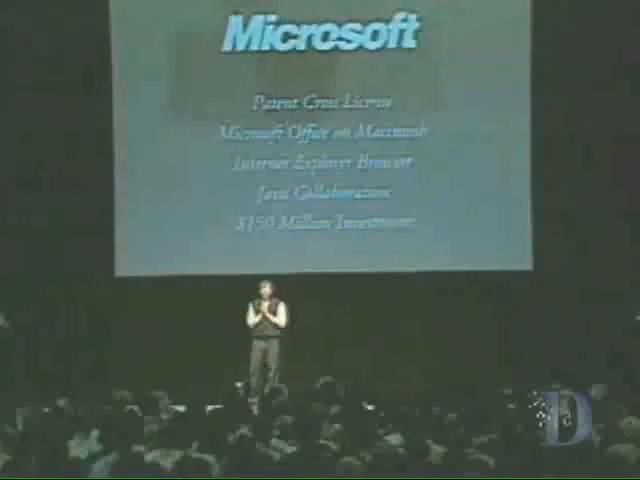 Microsoft
Patent Cross License
Microsoft Office on Macintosh
Internet Explorer Browser
Java Collaboration
$150 Million Investment
D